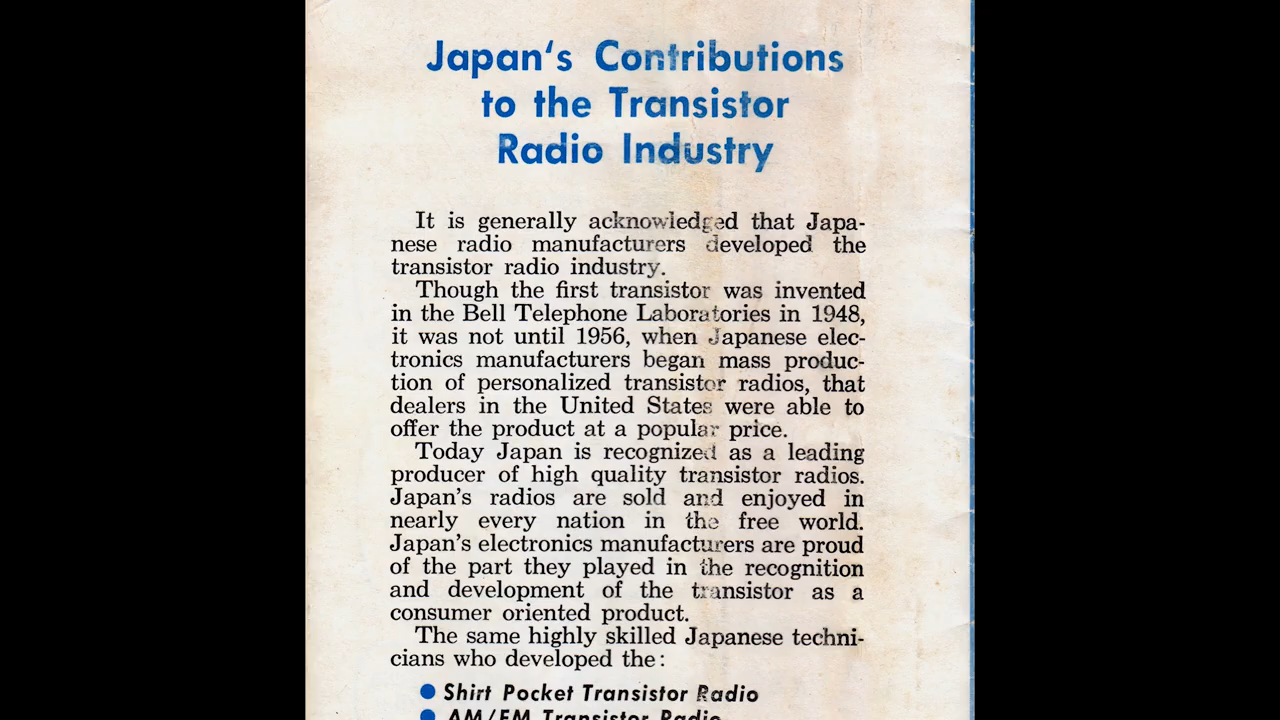 Japan's Contributions
to the Transistor
Radio Industry
It is generally acknowledged that Japa-
nese radio manufacturers developed the
transistor radio industry.
Though the first transistor was invented
in the Bell Telephone Laboratories in 1948,
it was not until 1956, when Japanese elec-
tronics manufacturers began mass produc-
tion of personalized transistor radios, that
dealers in the United States were able to
offer the product at a popular price.
Today Japan is recognized as a leading
producer of high quality transistor radios.
Japan's radios are sold and enjoyed in
nearly every nation in the free world.
Japan's electronics manufacturers are proud
of the part they played in the recognition
and development of the transistor as a
consumer oriented product.
The same highly skilled Japanese techni-
cians who developed the:
● Shirt Pocket Transistor Radio
● AM/FM Transistor Radio